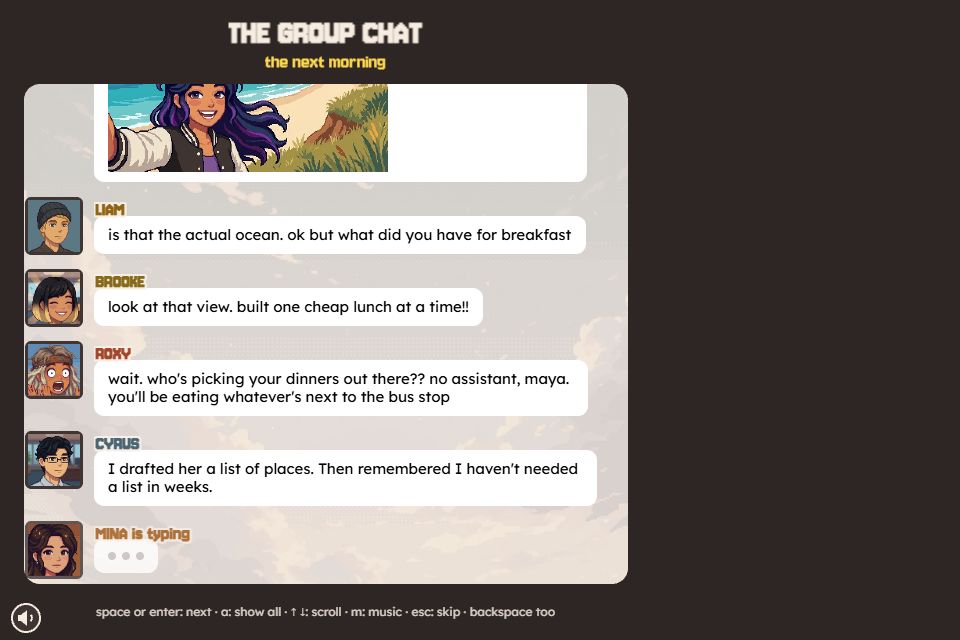 THE GROUP CHAT
the next morning
LIAM
is that the actual ocean. ok but what did you have for breakfast
BROOKE
look at that view. built one cheap lunch at a time!!
ROXY
wait. who's picking your dinners out there?? no assistant, maya.
you'll be eating whatever's next to the bus stop
CYRUS
I drafted her a list of places. Then remembered I haven't needed
a list in weeks.
MINA is typing
space or enter: next · a: show all · ↑ ↓: scroll · m: music · esc: skip · backspace too